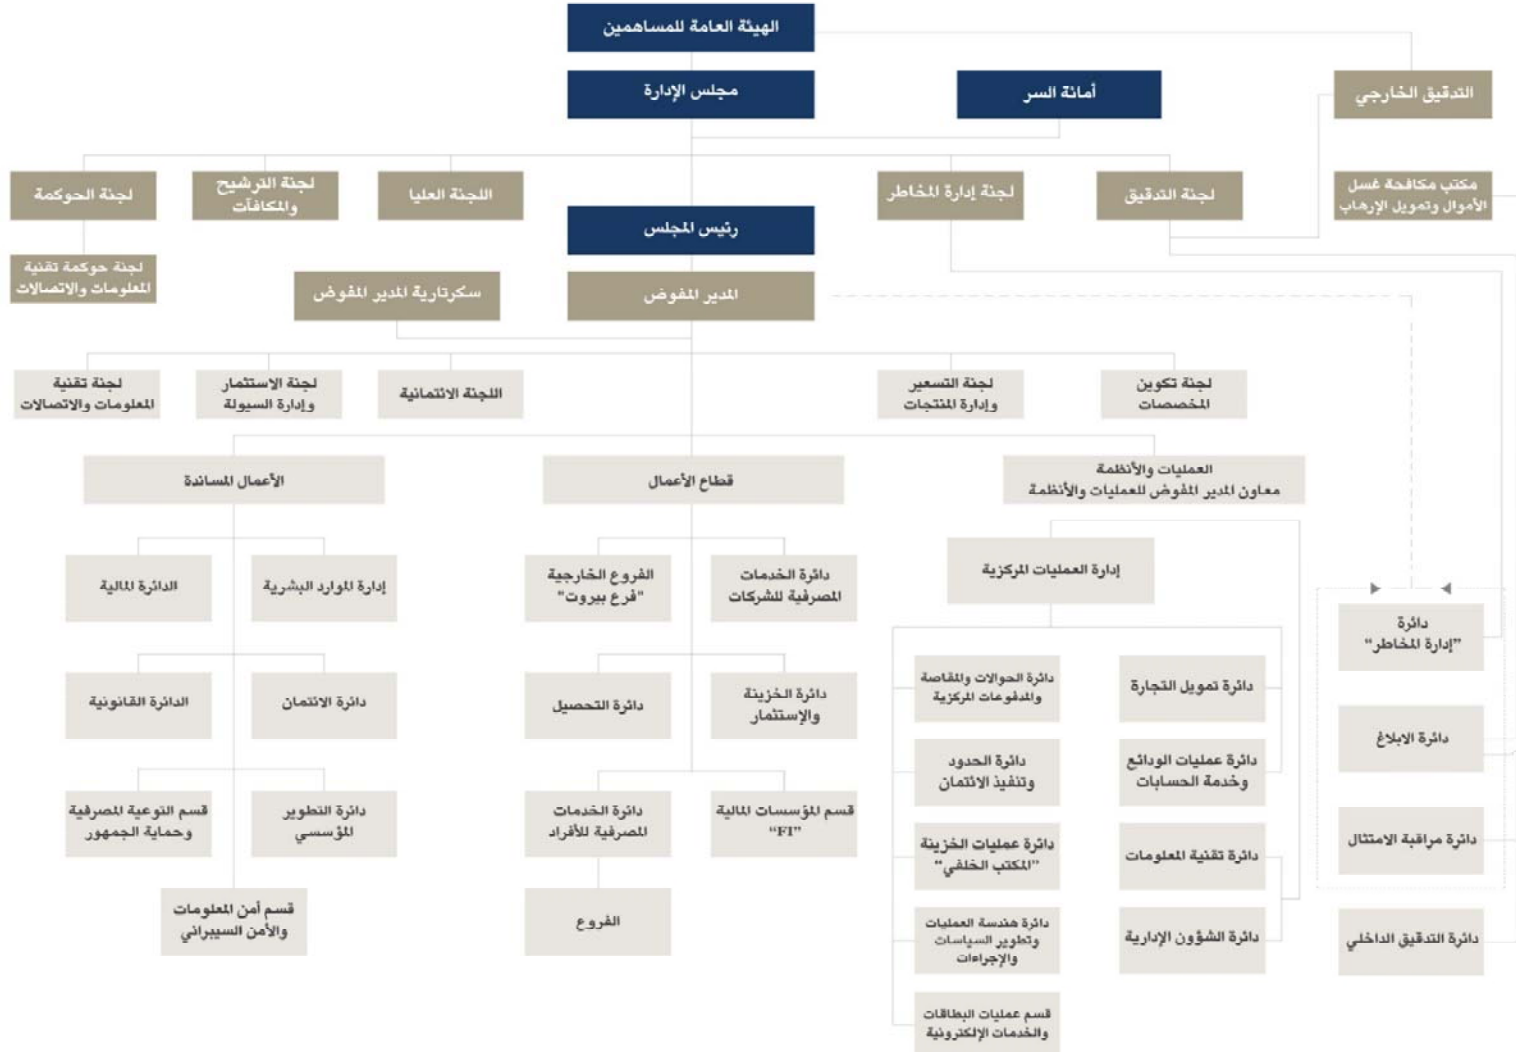 الهيئة العامة للمساهمين
مجلس الإدارة
أمانة السر
التدقيق الخارجي
مكتب مكافحة غسل
الأموال وتمويل الإرهاب
لجنة التدقيق
لجنة إدارة المخاطر
اللجنة العليا
لجنة الترشيح
والمكافآت
لجنة الحوكمة
رئيس المجلس
لجنة حوكمة تقنية
المعلومات والاتصالات
المدير المفوض
سكرتارية المدير المفوض
لجنة تكوين
المخصصات
لجنة التسعير
وإدارة المنتجات
اللجنة الائتمانية
لجنة الاستثمار
وإدارة السيولة
لجنة تقنية
المعلومات والاتصالات
العمليات والأنظمة
معاون المدير المفوض للعمليات والأنظمة
قطاع الأعمال
الأعمال المساندة
إدارة العمليات المركزية
دائرة الخدمات
المصرفية للشركات
الفروع الخارجية
"فرع بيروت"
إدارة الموارد البشرية
الدائرة المالية
دائرة
"إدارة المخاطر"
دائرة تمويل التجارة
دائرة الحوالات والمقاصة
والمدفوعات المركزية
دائرة الخزينة
والإستثمار
دائرة التحصيل
دائرة الائتمان
الدائرة القانونية
دائرة الابلاغ
دائرة عمليات الودائع
وخدمة الحسابات
دائرة الحدود
وتنفيذ الائتمان
قسم المؤسسات المالية
"FI"
دائرة الخدمات
المصرفية للأفراد
دائرة التطوير
المؤسسي
قسم التوعية المصرفية
وحماية الجمهور
دائرة مراقبة الامتثال
دائرة تقنية المعلومات
دائرة عمليات الخزينة
"المكتب الخلفي"
الفروع
قسم أمن المعلومات
والأمن السيبراني
دائرة التدقيق الداخلي
دائرة الشؤون الإدارية
دائرة هندسة العمليات
وتطوير السياسات
والإجراءات
قسم عمليات البطاقات
والخدمات الإلكترونية